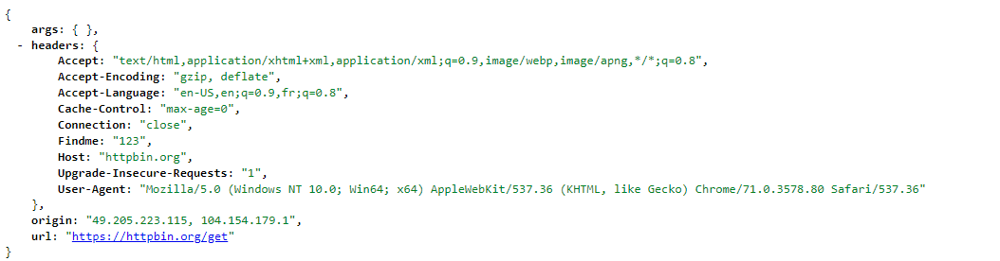 {
args: { },
- headers: {
Accept: "text/html,application/xhtml+xml,application/xml;q=0.9,image/webp,image/apng,*/*;q=0.8",
Accept-Encoding: "gzip, deflate",
Accept-Language: "en-US,en;q=0.9,fr;q=0.8",
Cache-Control: "max-age=0",
Connection: "close",
Findme: "123",
Host: "httpbin.org",
Upgrade-Insecure-Requests: "1",
User-Agent: "Mozilla/5.0 (Windows NT 10.0; Win64; x64) AppleWebKit/537.36 (KHTML, like Gecko) Chrome/71.0.3578.80 Safari/537.36"
},
origin: "49.205.223.115, 104.154.179.1",
url: "https://httpbin.org/get"
}